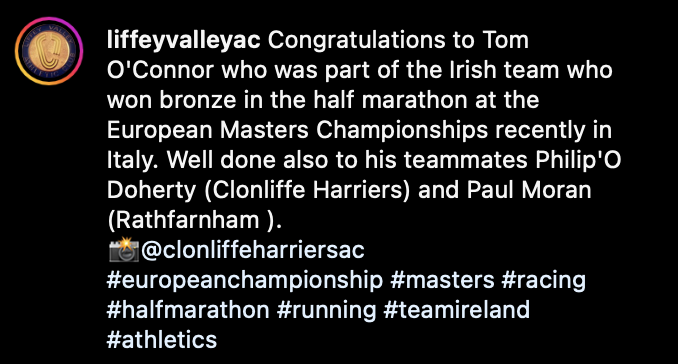 liffeyvalleyac Congratulations to Tom
O'Connor who was part of the Irish team who
won bronze in the half marathon at the
European Masters Championships recently in
Italy. Well done also to his teammates Philip'O
Doherty (Clonliffe Harriers) and Paul Moran
(Rathfarnham ).
📸@clonliffeharriersac
#europeanchampionship #masters #racing
#halfmarathon #running #teamireland
#athletics